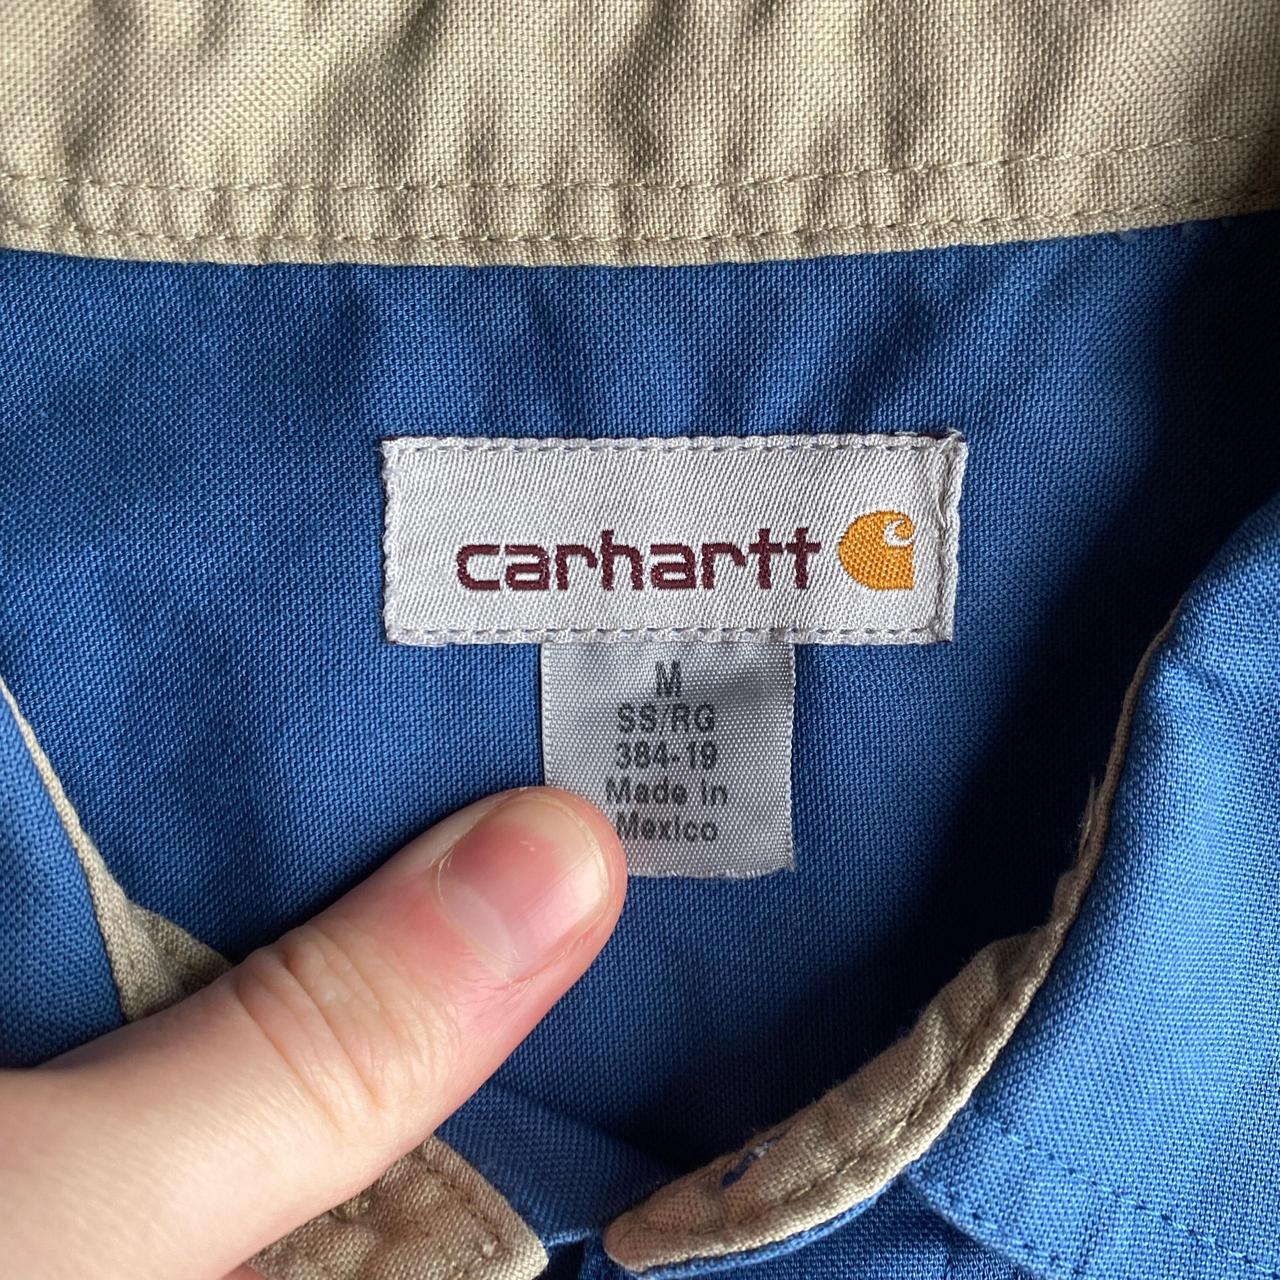 carhartt
M
SS/RG
384-19
Made in
Mexico